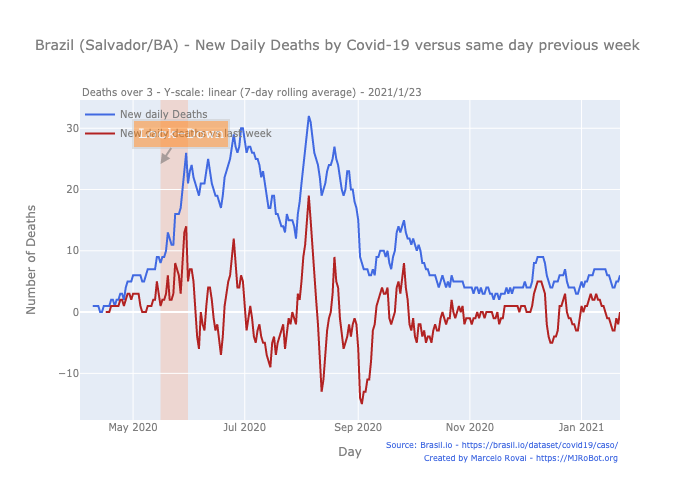 Brazil (Salvador/BA) - New Daily Deaths by Covid-19 versus same day previous week
Deaths over 3 - Y-scale: linear (7-day rolling average) - 2021/1/23
New daily Deaths
New daily deaths last week
Lock-Down
30
20
10
0
−10
Number of Deaths
May 2020
Jul 2020
Sep 2020
Nov 2020
Jan 2021
Day
Source: Brasil.io - https://brasil.io/dataset/covid19/caso/
Created by Marcelo Rovai - https://MJRoBot.org